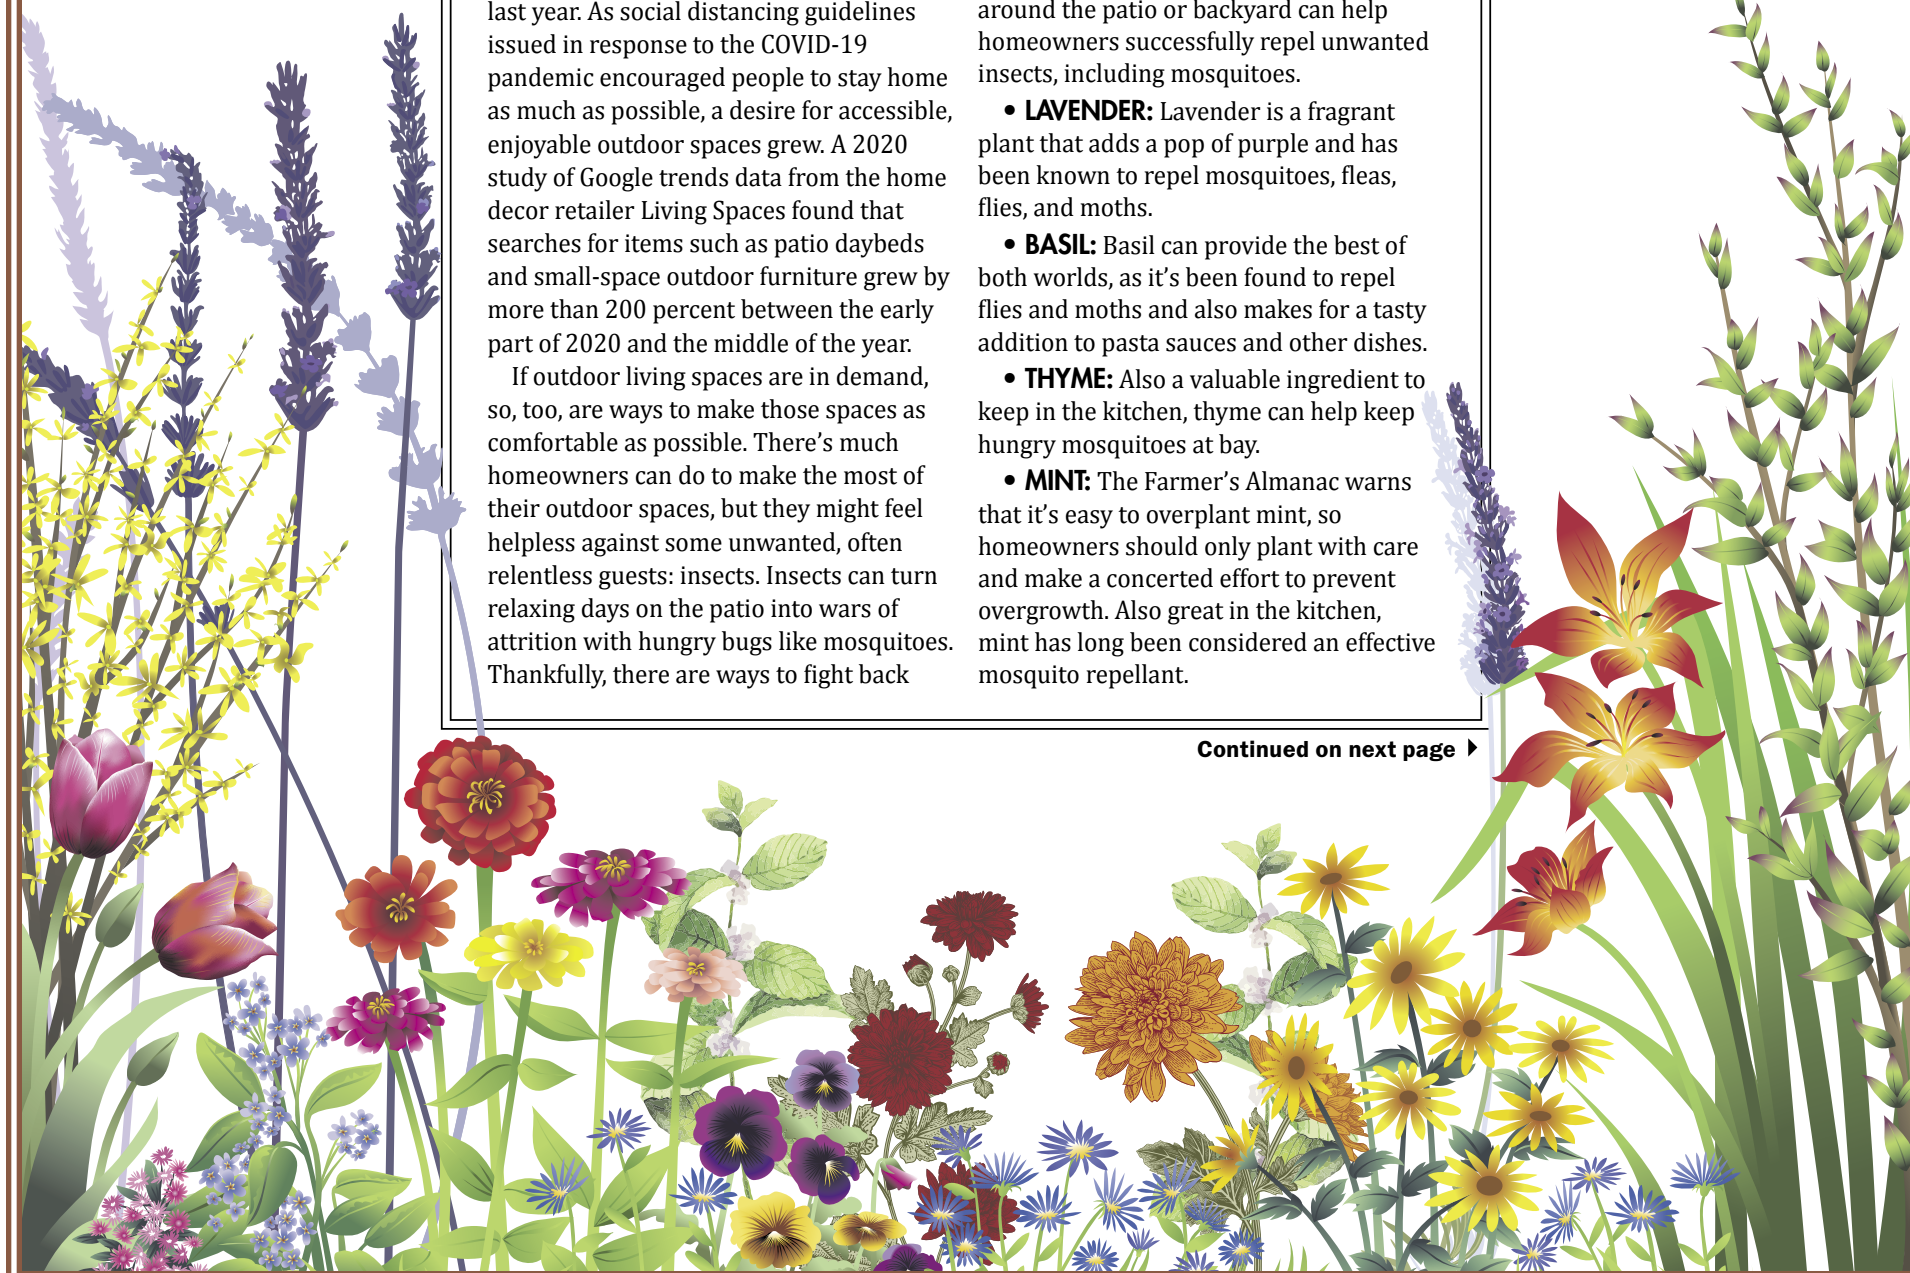 last year. As social distancing guidelines
issued in response to the COVID-19
pandemic encouraged people to stay home
as much as possible, a desire for accessible,
enjoyable outdoor spaces grew. A 2020
study of Google trends data from the home
decor retailer Living Spaces found that
searches for items such as patio daybeds
and small-space outdoor furniture grew by
more than 200 percent between the early
part of 2020 and the middle of the year.
If outdoor living spaces are in demand,
so, too, are ways to make those spaces as
comfortable as possible. There’s much
homeowners can do to make the most of
their outdoor spaces, but they might feel
helpless against some unwanted, often
relentless guests: insects. Insects can turn
relaxing days on the patio into wars of
attrition with hungry bugs like mosquitoes.
Thankfully, there are ways to fight back
around the patio or backyard can help
homeowners successfully repel unwanted
insects, including mosquitoes.
• LAVENDER: Lavender is a fragrant
plant that adds a pop of purple and has
been known to repel mosquitoes, fleas,
flies, and moths.
• BASIL: Basil can provide the best of
both worlds, as it’s been found to repel
flies and moths and also makes for a tasty
addition to pasta sauces and other dishes.
• THYME: Also a valuable ingredient to
keep in the kitchen, thyme can help keep
hungry mosquitoes at bay.
• MINT: The Farmer’s Almanac warns
that it’s easy to overplant mint, so
homeowners should only plant with care
and make a concerted effort to prevent
overgrowth. Also great in the kitchen,
mint has long been considered an effective
mosquito repellant.
Continued on next page